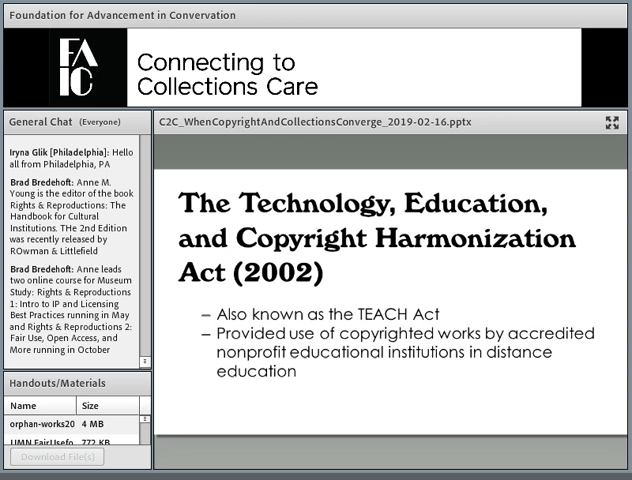 Foundation for Advancement in Convervation
FA
IC
Connecting to
Collections Care
General Chat (Everyone)
Iryna Glik [Philadelphia]: Hello
all from Philadelphia, PA
Brad Bredehoft: Anne M.
Young is the editor of the book
Rights & Reproductions: The
Handbook for Cultural
Institutions. THe 2nd Edition
was recently released by
ROwman & Littlefield
Brad Bredehoft: Anne leads
two online course for Museum
Study: Rights & Reproductions
1: Intro to IP and Licensing
Best Practices running in May
and Rights & Reproductions 2:
Fair Use, Open Access, and
More running in October
Handouts/Materials
Name Size
orphan-works20 4 MB
UMN FairUsefo 772 KB
Download File(s)
C2C_WhenCopyrightAndCollectionsConverge_2019-02-16.pptx
The Technology, Education,
and Copyright Harmonization
Act (2002)
– Also known as the TEACH Act
– Provided use of copyrighted works by accredited
nonprofit educational institutions in distance
education